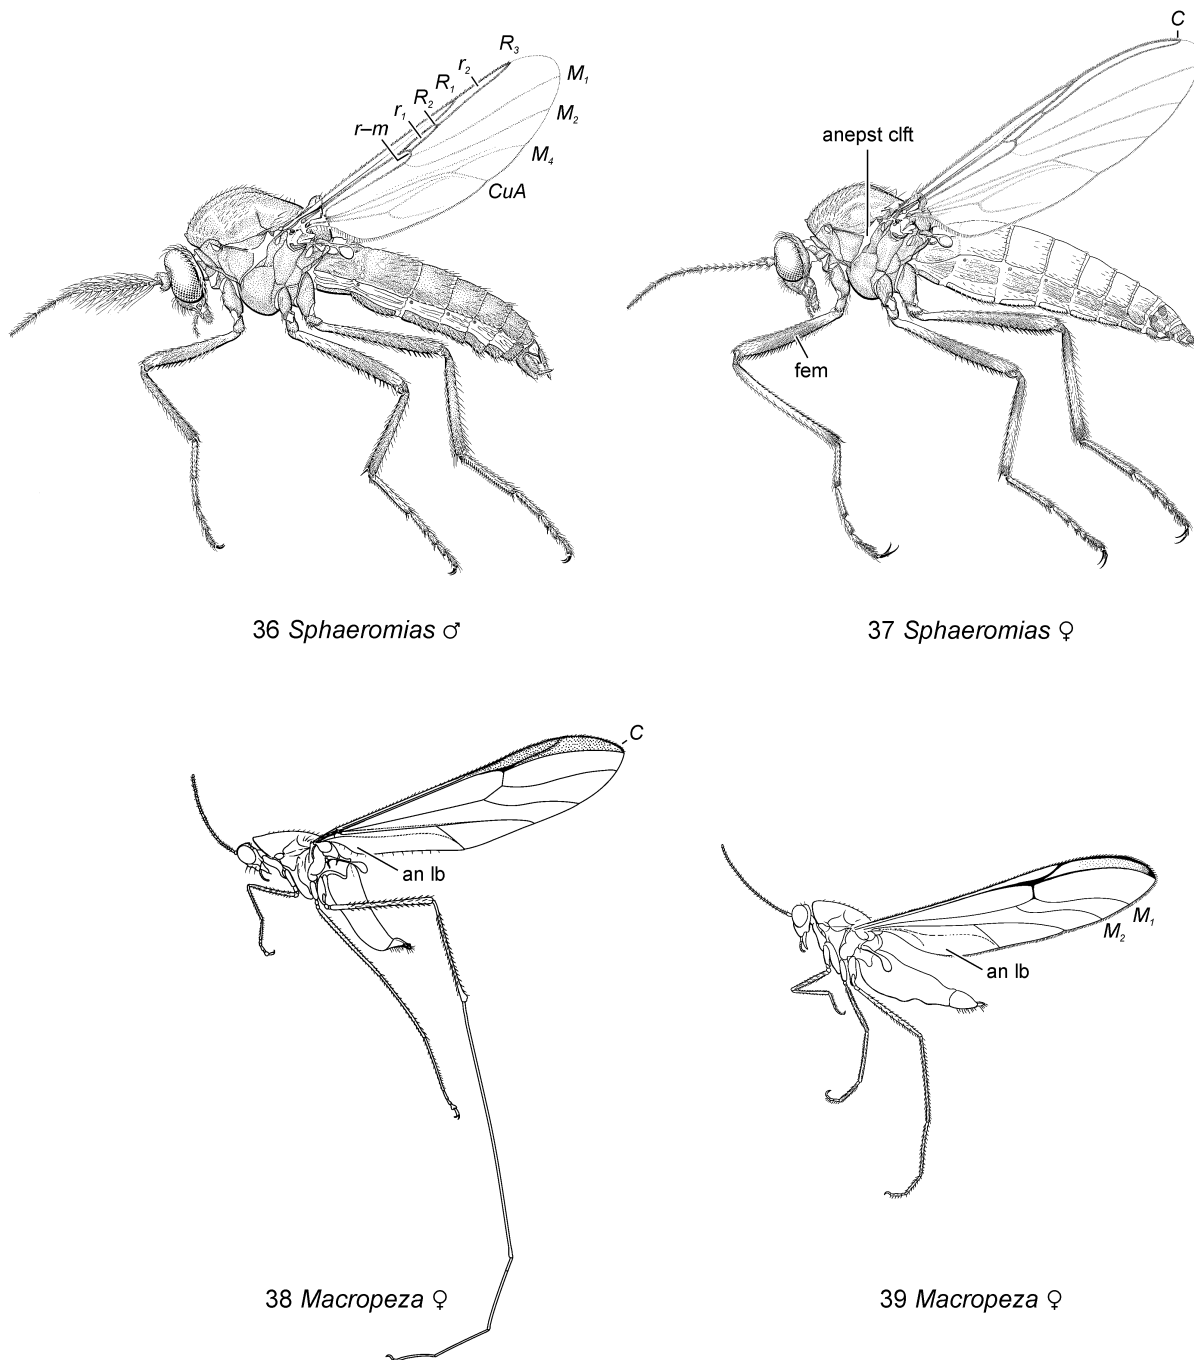 R3
r2
R1
R2
r1
r–m
M1
M2
M4
CuA
C
anepst clft
fem
36 Sphaeromias ♂
37 Sphaeromias ♀
C
an lb
M1
M2
an lb
38 Macropeza ♀
39 Macropeza ♀